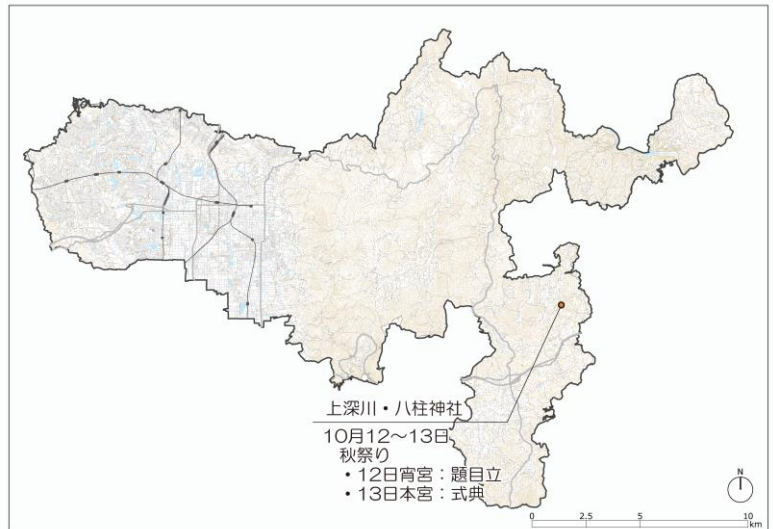 上深川・八柱神社
10月12～13日
秋祭り
・12日宵宮：題目立
・13日本宮：式典
N
0 2.5 5 10
km